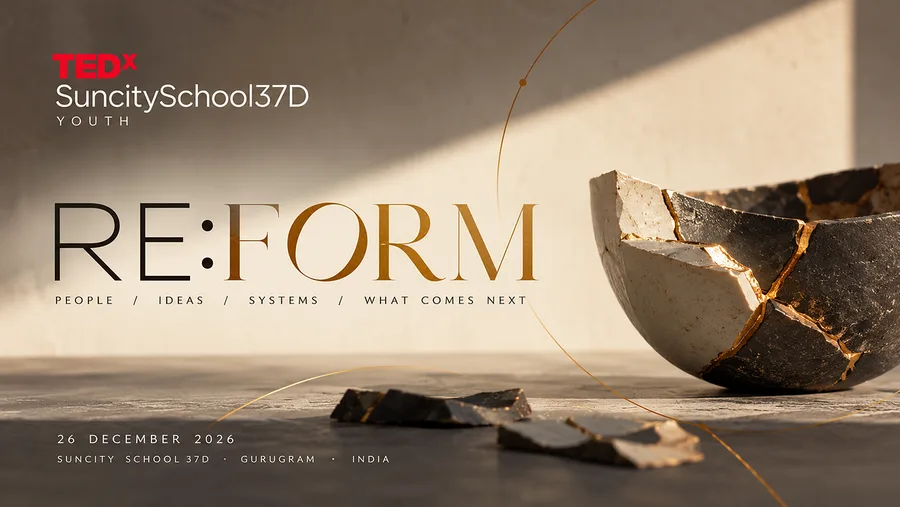 TEDx
SuncitySchool37D
YOUTH
RE:FORM
PEOPLE / IDEAS / SYSTEMS / WHAT COMES NEXT
26 DECEMBER 2026
SUNCITY SCHOOL 37D · GURUGRAM · INDIA